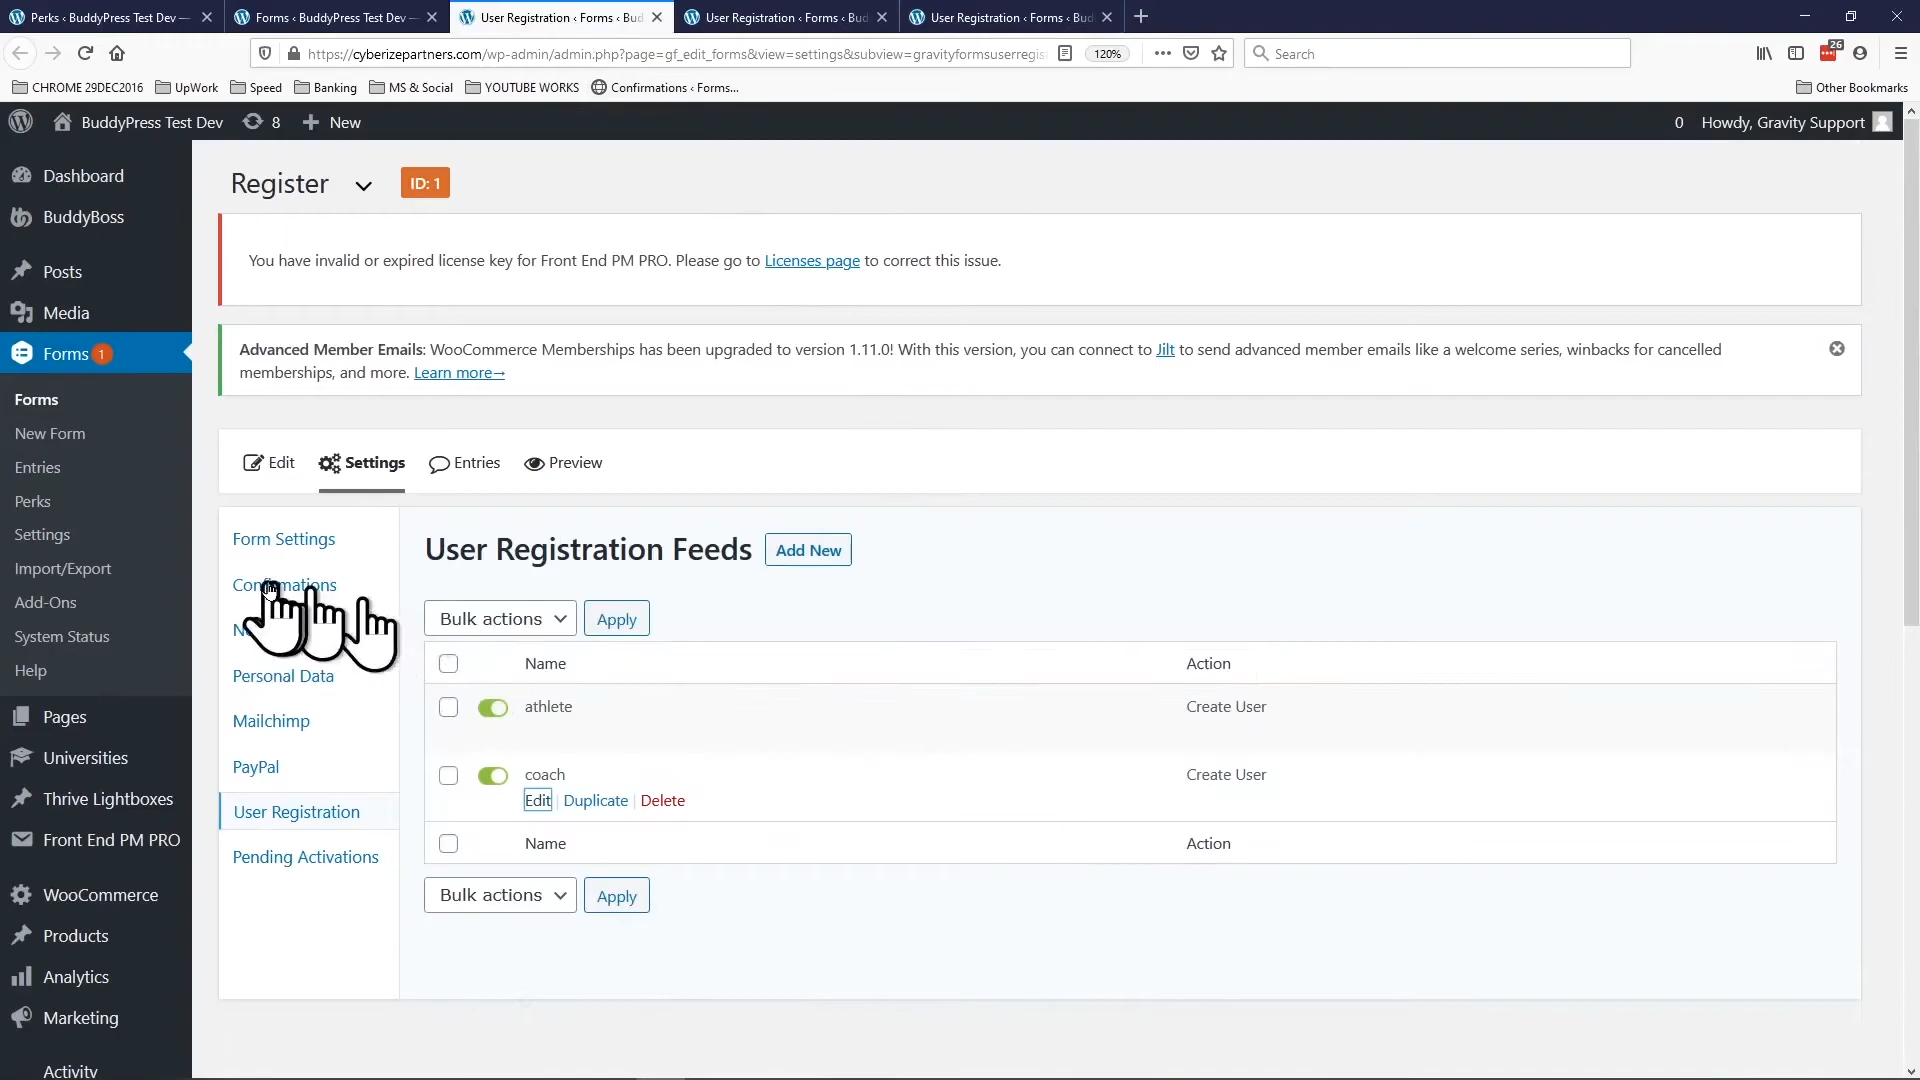 Perks ‹ BuddyPress Test Dev —
Forms ‹ BuddyPress Test Dev —
User Registration ‹ Forms ‹ Bud
User Registration ‹ Forms ‹ Bud
User Registration ‹ Forms ‹ Bud
https://cyberizepartners.com/wp-admin/admin.php?page=gf_edit_forms&view=settings&subview=gravityformsuserregis
120%
Search
26
CHROME 29DEC2016
UpWork
Speed
Banking
MS & Social
YOUTUBE WORKS
Confirmations ‹ Forms...
Other Bookmarks
BuddyPress Test Dev
8
New
0
Howdy, Gravity Support
Dashboard
BuddyBoss
Posts
Media
Forms 1
Forms
New Form
Entries
Perks
Settings
Import/Export
Add-Ons
System Status
Help
Pages
Universities
Thrive Lightboxes
Front End PM PRO
WooCommerce
Products
Analytics
Marketing
Activity
Register
ID: 1
You have invalid or expired license key for Front End PM PRO. Please go to Licenses page to correct this issue.
Advanced Member Emails: WooCommerce Memberships has been upgraded to version 1.11.0! With this version, you can connect to Jilt to send advanced member emails like a welcome series, winbacks for cancelled
memberships, and more. Learn more→
Edit
Settings
Entries
Preview
Form Settings
Confirmations
Personal Data
Mailchimp
PayPal
User Registration
Pending Activations
User Registration Feeds
Add New
Bulk actions
Apply
Name
Action
athlete
Create User
coach
Create User
Edit | Duplicate | Delete
Name
Action
Bulk actions
Apply